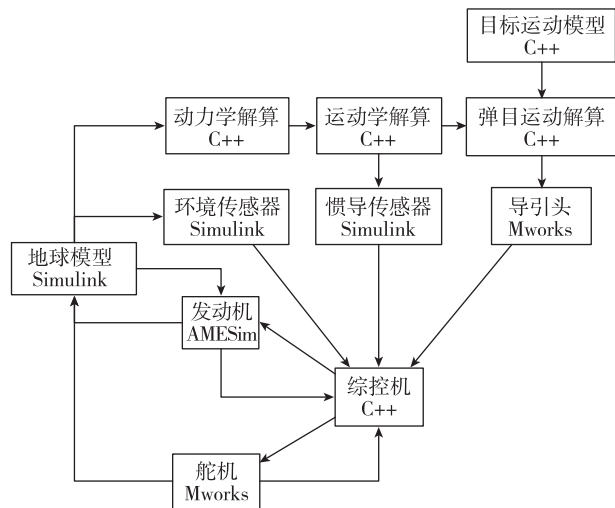 目标运动模型
C++
动力学解算
C++
运动学解算
C++
弹目运动解算
C++
环境传感器
Simulink
惯导传感器
Simulink
导引头
Mworks
地球模型
Simulink
发动机
AMESim
综控机
C++
舵机
Mworks